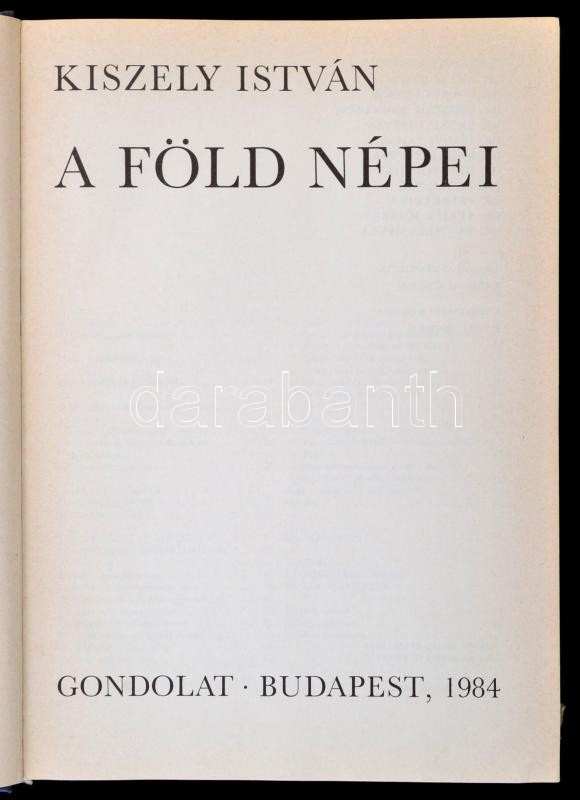 KISZELY ISTVÁN
A FÖLD NÉPEI
darabanth
GONDOLAT · BUDAPEST, 1984